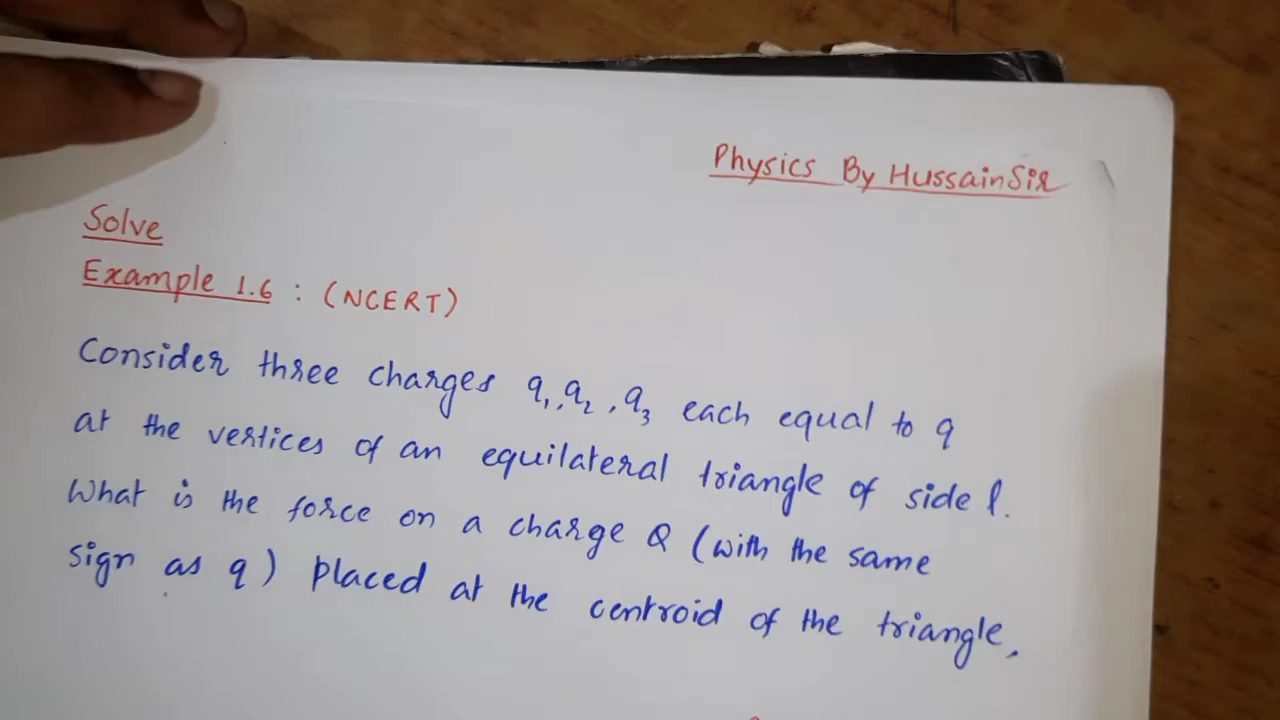 Physics By Hussain Sir
Solve
Example 1.6 : (NCERT)
Consider three charges q₁, q₂, q₃ each equal to q
at the vertices of an equilateral triangle of side l.
What is the force on a charge Q (with the same
sign as q) placed at the centroid of the triangle.